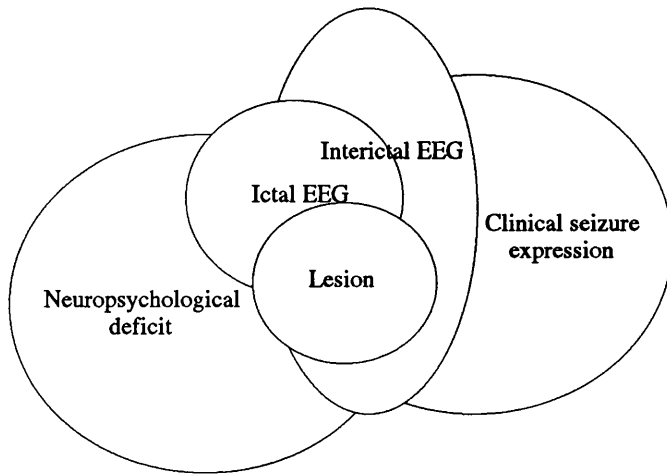 Interictal EEG
Ictal EEG
Clinical seizure
expression
Lesion
Neuropsychological
deficit